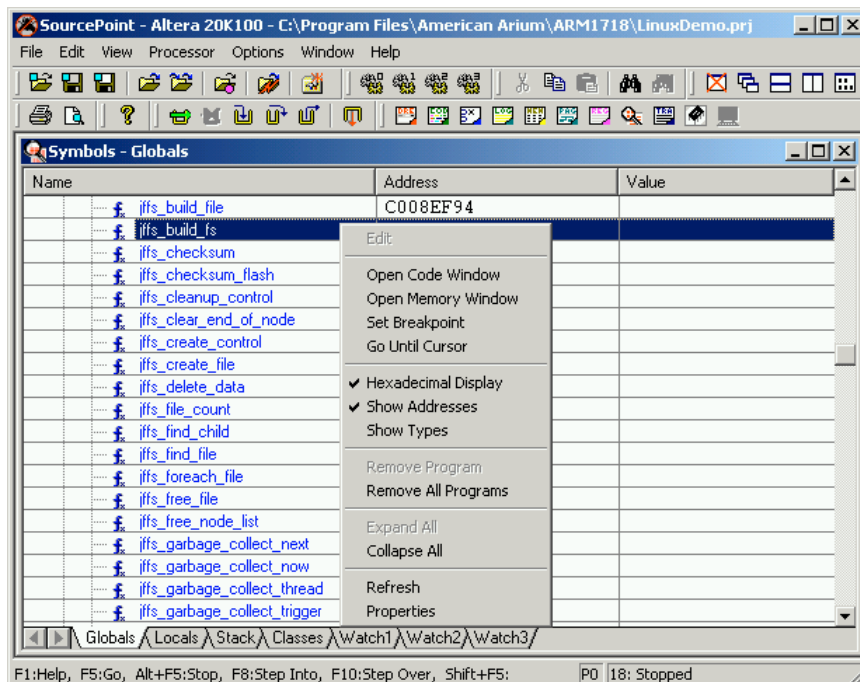 SourcePoint - Altera 20K100 - C:\Program Files\American Arium\ARM1718\LinuxDemo.prj
File Edit View Processor Options Window Help
Symbols - Globals
Name Address Value
jffs_build_file C008EF94
jffs_build_fs
jffs_checksum
jffs_checksum_flash
jffs_cleanup_control
jffs_clear_end_of_node
jffs_create_control
jffs_create_file
jffs_delete_data
jffs_file_count
jffs_find_child
jffs_find_file
jffs_foreach_file
jffs_free_file
jffs_free_node_list
jffs_garbage_collect_next
jffs_garbage_collect_now
jffs_garbage_collect_thread
jffs_garbage_collect_trigger
Edit
Open Code Window
Open Memory Window
Set Breakpoint
Go Until Cursor
Hexadecimal Display
Show Addresses
Show Types
Remove Program
Remove All Programs
Expand All
Collapse All
Refresh
Properties
Globals Locals Stack Classes Watch1 Watch2 Watch3
F1:Help, F5:Go, Alt+F5:Stop, F8:Step Into, F10:Step Over, Shift+F5: P0 18: Stopped